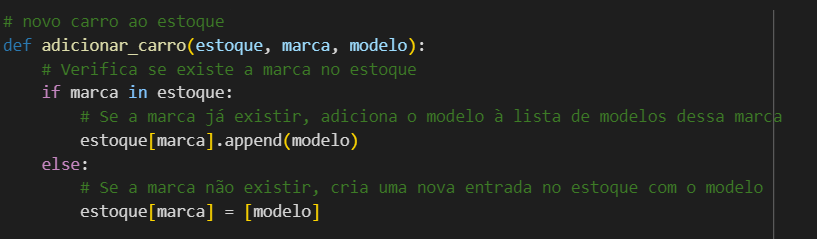 # novo carro ao estoque
def adicionar_carro(estoque, marca, modelo):
    # Verifica se existe a marca no estoque
    if marca in estoque:
        # Se a marca já existir, adiciona o modelo à lista de modelos dessa marca
        estoque[marca].append(modelo)
    else:
        # Se a marca não existir, cria uma nova entrada no estoque com o modelo
        estoque[marca] = [modelo]